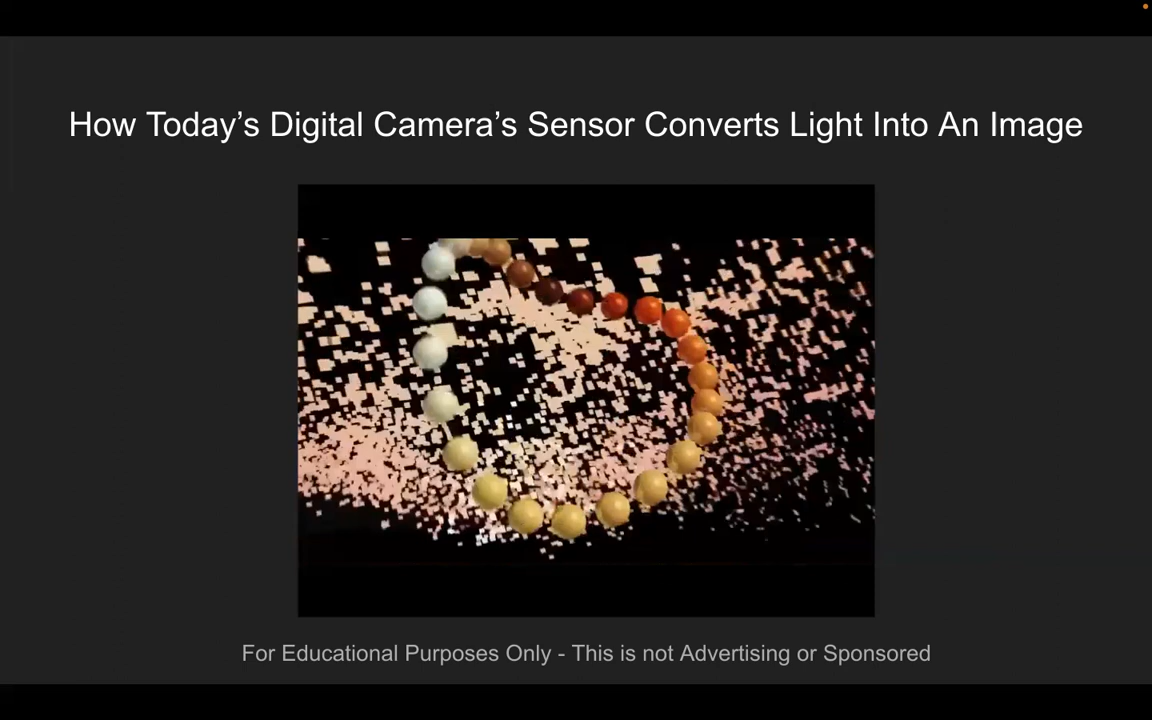 How Today’s Digital Camera’s Sensor Converts Light Into An Image
For Educational Purposes Only - This is not Advertising or Sponsored